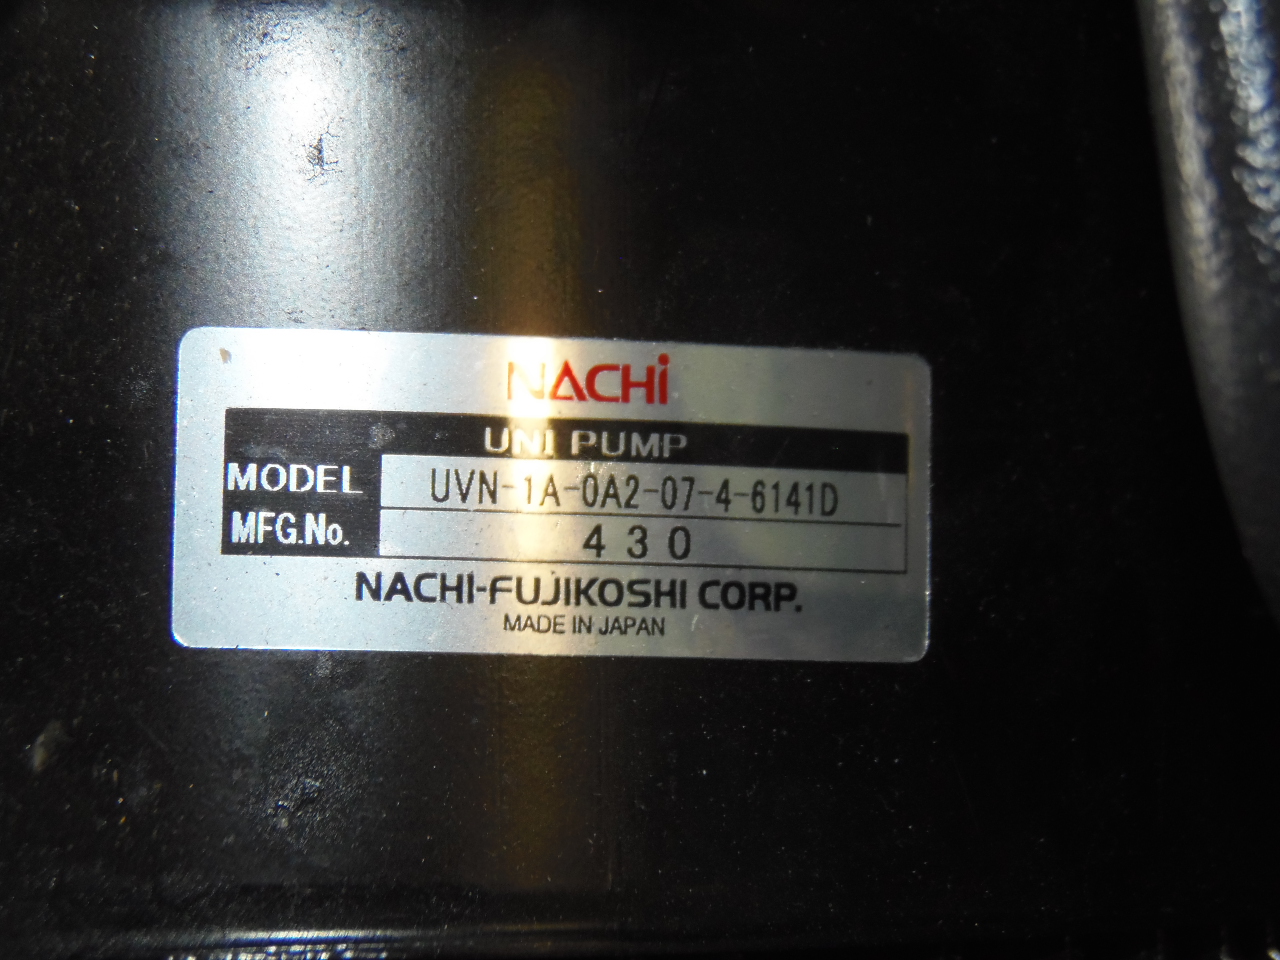 NACHi
UNI PUMP
MODEL UVN-1A-0A2-07-4-6141D
MFG.No. 430
NACHI-FUJIKOSHI CORP.
MADE IN JAPAN